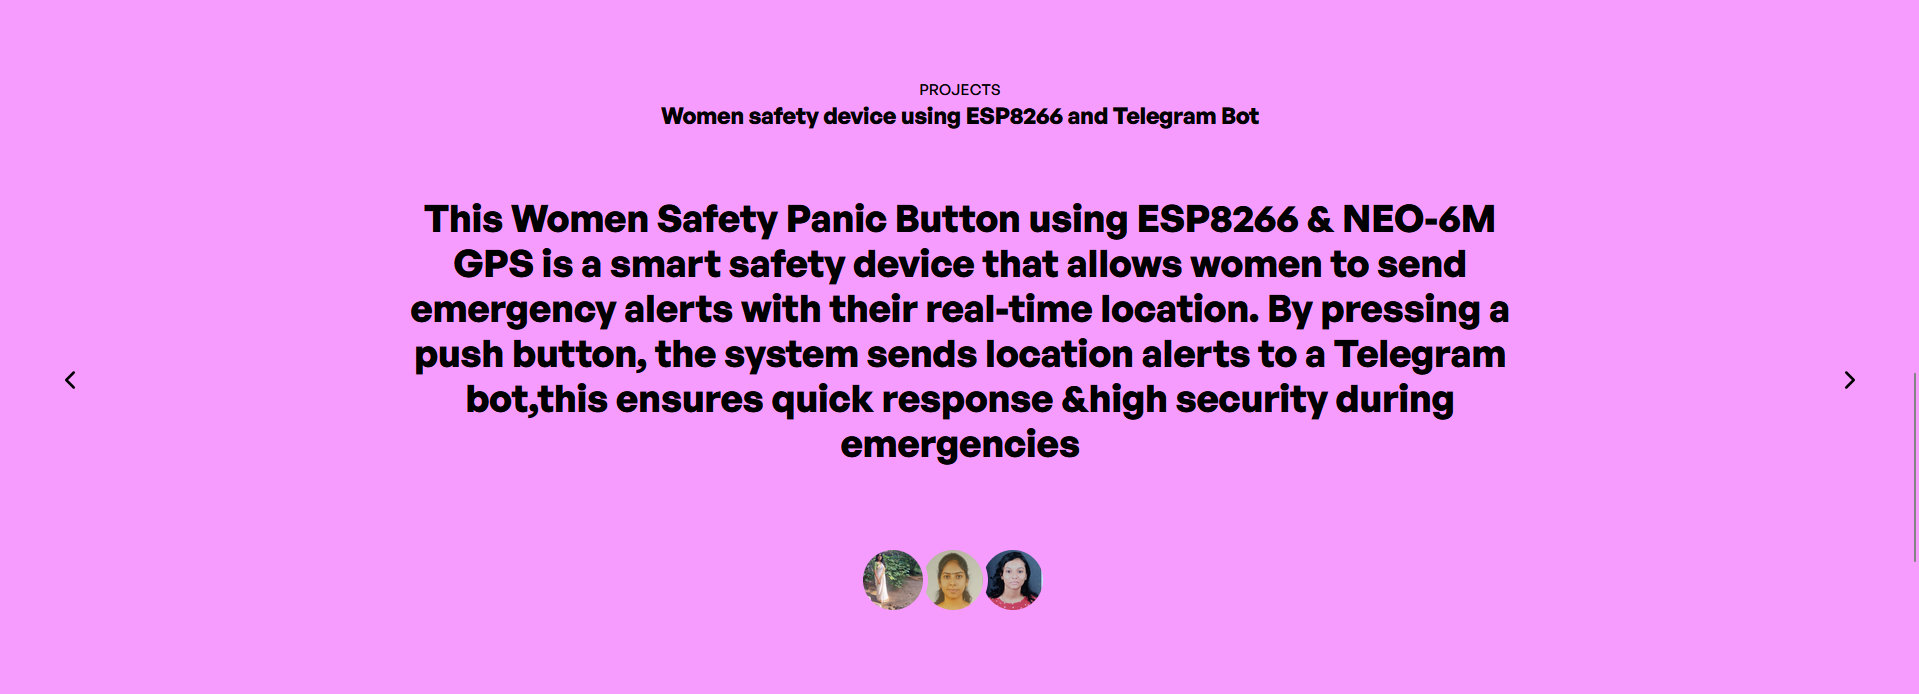 PROJECTS
Women safety device using ESP8266 and Telegram Bot
This Women Safety Panic Button using ESP8266 & NEO-6M
GPS is a smart safety device that allows women to send
emergency alerts with their real-time location. By pressing a
push button, the system sends location alerts to a Telegram
bot,this ensures quick response &high security during
emergencies